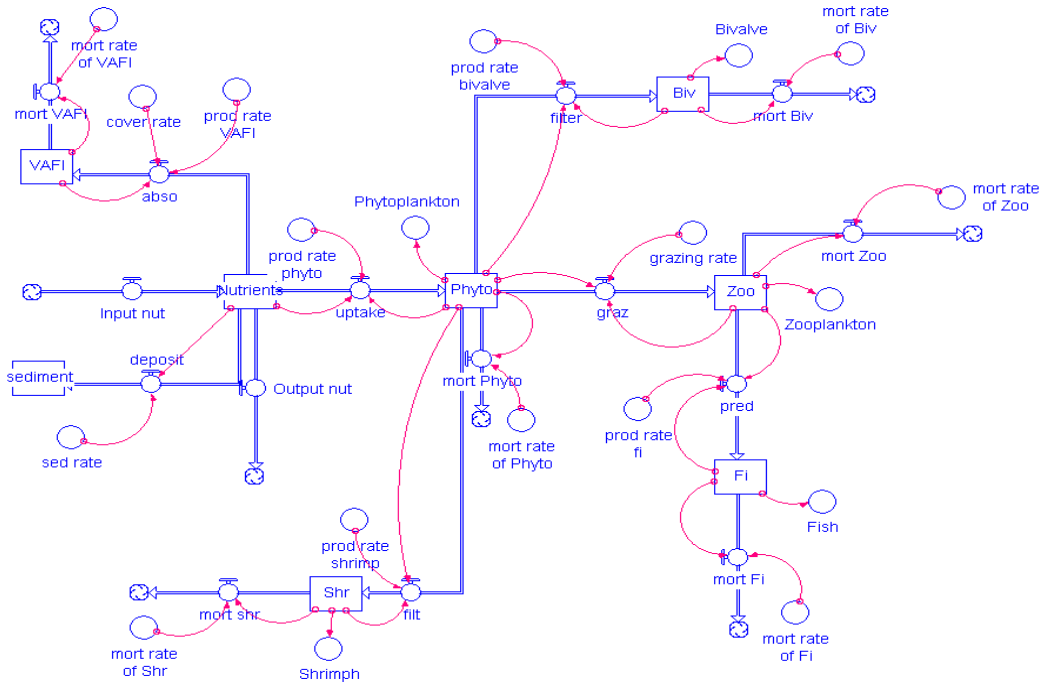 mort rate
of VAFI
mort VAFI
cover rate
prod rate
VAFI
VAFI
abso
prod rate
bivalve
Bivalve
mort rate
of Biv
Biv
filter
mort Biv
Phytoplankton
mort rate
of Zoo
prod rate
phyto
grazing rate
mort Zoo
Nutrients
Phyto
Zoo
Input nut
uptake
graz
Zooplankton
deposit
sediment
Output nut
mort Phyto
pred
sed rate
mort rate
of Phyto
prod rate
fi
Fi
Fish
prod rate
shrimp
mort Fi
Shr
mort shr
filt
mort rate
of Shr
Shrimph
mort rate
of Fi